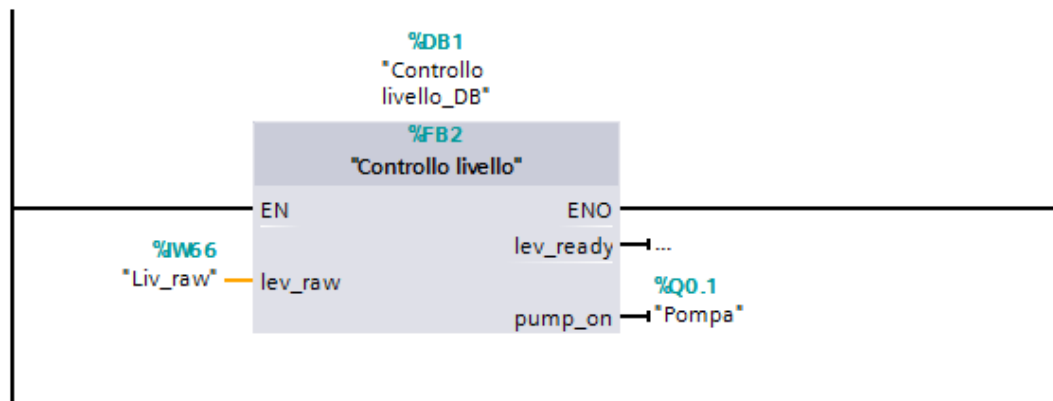 %DB1
"Controllo
livello_DB"
%FB2
"Controllo livello"
EN ENO
%IW66 lev_ready ...
"Liv_raw" lev_raw %Q0.1
pump_on "Pompa"